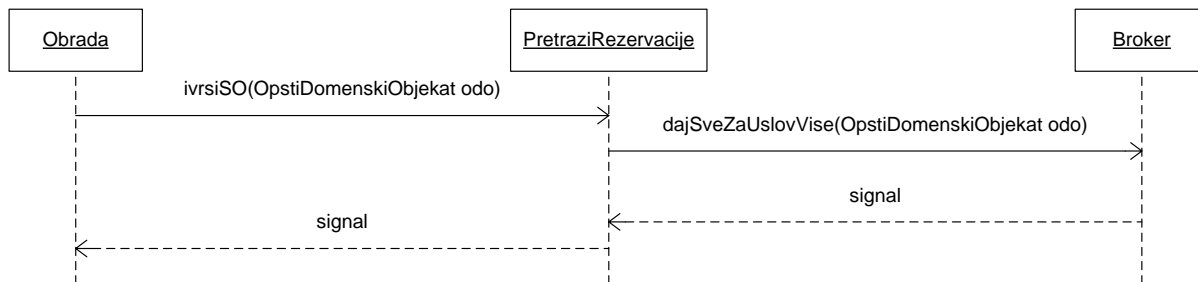 Obrada
PretraziRezervacije
Broker
ivrsiSO(OpstiDomenskiObjekat odo)
dajSveZaUslovVise(OpstiDomenskiObjekat odo)
signal
signal